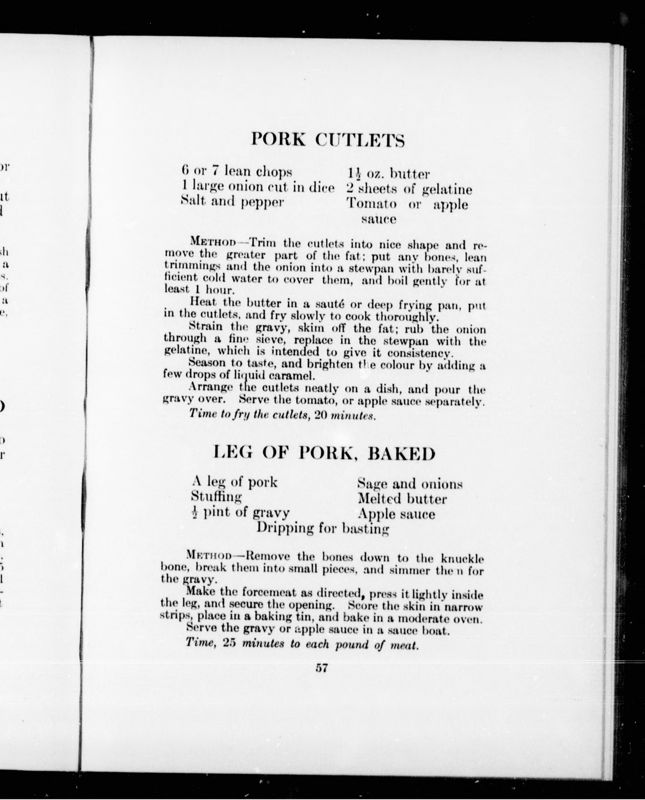 PORK CUTLETS
6 or 7 lean chops 1½ oz. butter
1 large onion cut in dice 2 sheets of gelatine
Salt and pepper Tomato or apple
sauce
METHOD—Trim the cutlets into nice shape and re-
move the greater part of the fat; put any bones, lean
trimmings and the onion into a stewpan with barely suf-
ficient cold water to cover them, and boil gently for at
least 1 hour.
Heat the butter in a sauté or deep frying pan, put
in the cutlets, and fry slowly to cook thoroughly.
Strain the gravy, skim off the fat; rub the onion
through a fine sieve, replace in the stewpan with the
gelatine, which is intended to give it consistency.
Season to taste, and brighten the colour by adding a
few drops of liquid caramel.
Arrange the cutlets neatly on a dish, and pour the
gravy over. Serve the tomato, or apple sauce separately.
Time to fry the cutlets, 20 minutes.
LEG OF PORK, BAKED
A leg of pork Sage and onions
Stuffing Melted butter
½ pint of gravy Apple sauce
Dripping for basting
METHOD—Remove the bones down to the knuckle
bone, break them into small pieces, and simmer the n for
the gravy.
Make the forcemeat as directed, press it lightly inside
the leg, and secure the opening. Score the skin in narrow
strips, place in a baking tin, and bake in a moderate oven.
Serve the gravy or apple sauce in a sauce boat.
Time, 25 minutes to each pound of meat.
57